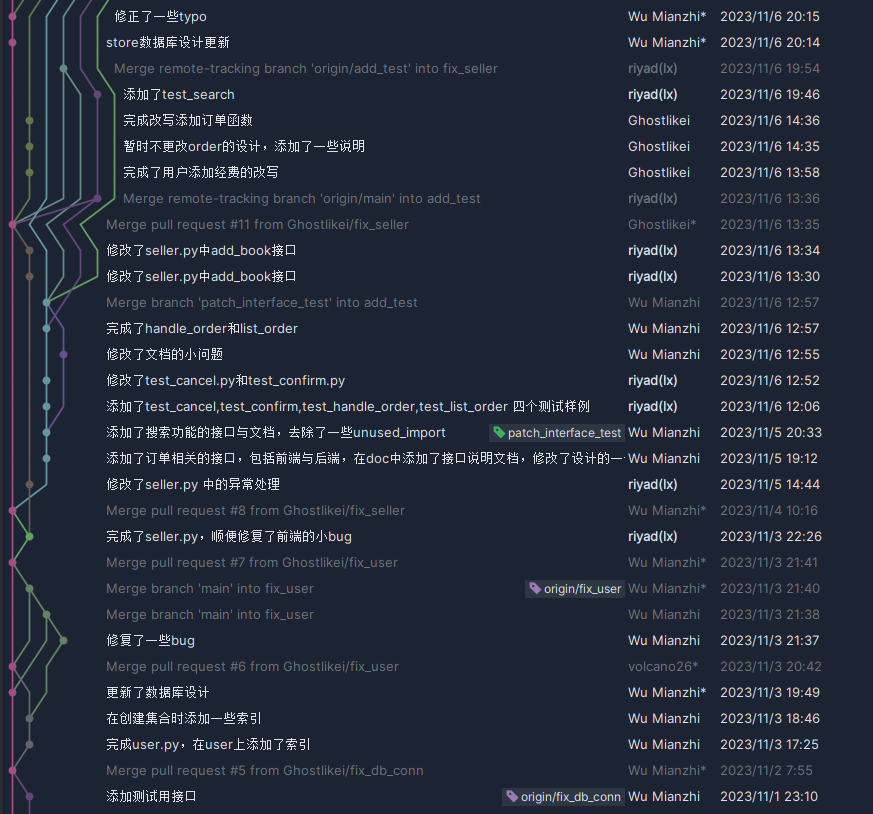 修正了一些typo Wu Mianzhi* 2023/11/6 20:15
store数据库设计更新 Wu Mianzhi* 2023/11/6 20:14
Merge remote-tracking branch 'origin/add_test' into fix_seller riyad(lx) 2023/11/6 19:54
添加了test_search riyad(lx) 2023/11/6 19:46
完成改写添加订单函数 Ghostlikei 2023/11/6 14:36
暂时不更改order的设计，添加了一些说明 Ghostlikei 2023/11/6 14:35
完成了用户添加经费的改写 Ghostlikei 2023/11/6 13:58
Merge remote-tracking branch 'origin/main' into add_test riyad(lx) 2023/11/6 13:36
Merge pull request #11 from Ghostlikei/fix_seller Ghostlikei* 2023/11/6 13:35
修改了seller.py中add_book接口 riyad(lx) 2023/11/6 13:34
修改了seller.py中add_book接口 riyad(lx) 2023/11/6 13:30
Merge branch 'patch_interface_test' into add_test Wu Mianzhi 2023/11/6 12:57
完成了handle_order和list_order Wu Mianzhi 2023/11/6 12:57
修改了文档的小问题 Wu Mianzhi 2023/11/6 12:55
修改了test_cancel.py和test_confirm.py riyad(lx) 2023/11/6 12:52
添加了test_cancel,test_confirm,test_handle_order,test_list_order 四个测试样例 riyad(lx) 2023/11/6 12:06
添加了搜索功能的接口与文档，去除了一些unused_import patch_interface_test Wu Mianzhi 2023/11/5 20:33
添加了订单相关的接口，包括前端与后端，在doc中添加了接口说明文档，修改了设计的一 Wu Mianzhi 2023/11/5 19:12
修改了seller.py 中的异常处理 riyad(lx) 2023/11/5 14:44
Merge pull request #8 from Ghostlikei/fix_seller Wu Mianzhi* 2023/11/4 10:16
完成了seller.py，顺便修复了前端的小bug riyad(lx) 2023/11/3 22:26
Merge pull request #7 from Ghostlikei/fix_user Wu Mianzhi* 2023/11/3 21:41
Merge branch 'main' into fix_user origin/fix_user Wu Mianzhi* 2023/11/3 21:40
Merge branch 'main' into fix_user Wu Mianzhi 2023/11/3 21:38
修复了一些bug Wu Mianzhi 2023/11/3 21:37
Merge pull request #6 from Ghostlikei/fix_user volcano26* 2023/11/3 20:42
更新了数据库设计 Wu Mianzhi* 2023/11/3 19:49
在创建集合时添加一些索引 Wu Mianzhi 2023/11/3 18:46
完成user.py，在user上添加了索引 Wu Mianzhi 2023/11/3 17:25
Merge pull request #5 from Ghostlikei/fix_db_conn Wu Mianzhi* 2023/11/2 7:55
添加测试用接口 origin/fix_db_conn Wu Mianzhi 2023/11/1 23:10